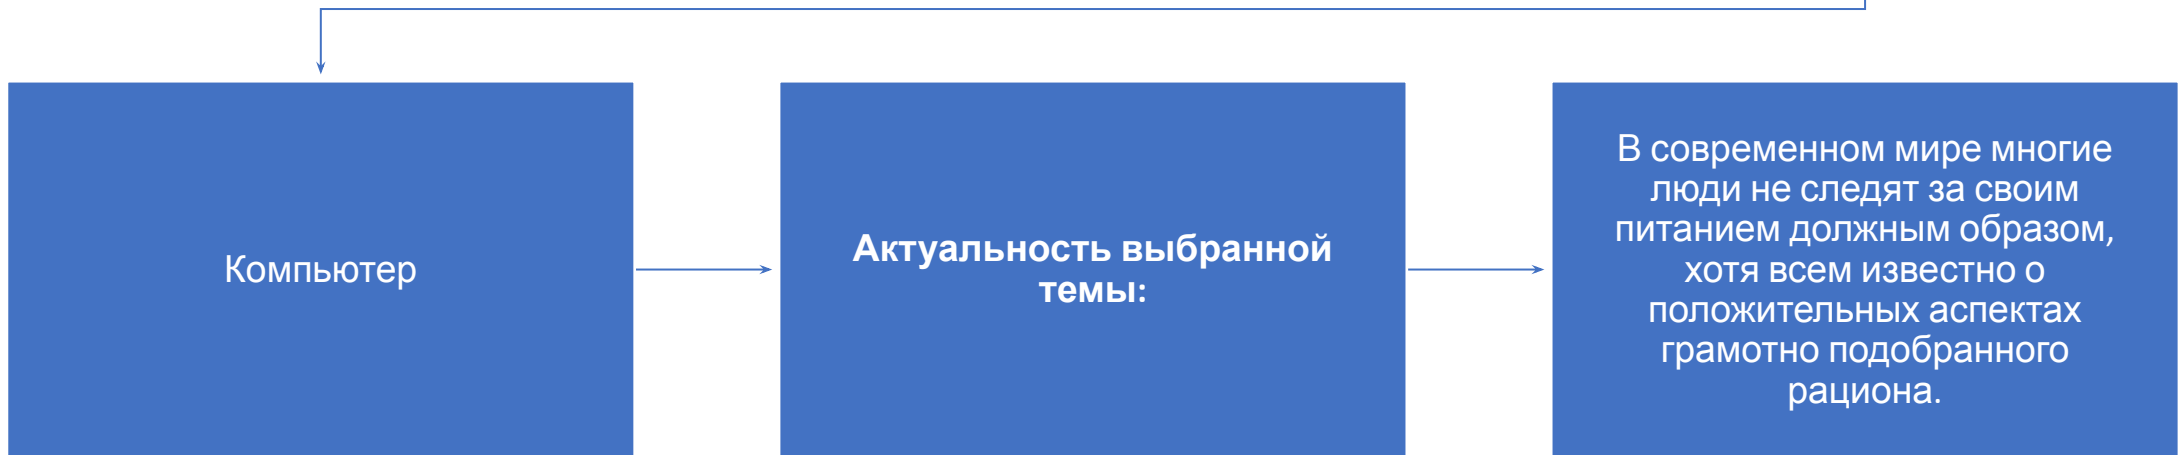 Компьютер
Актуальность выбранной
темы:
В современном мире многие
люди не следят за своим
питанием должным образом,
хотя всем известно о
положительных аспектах
грамотно подобранного
рациона.